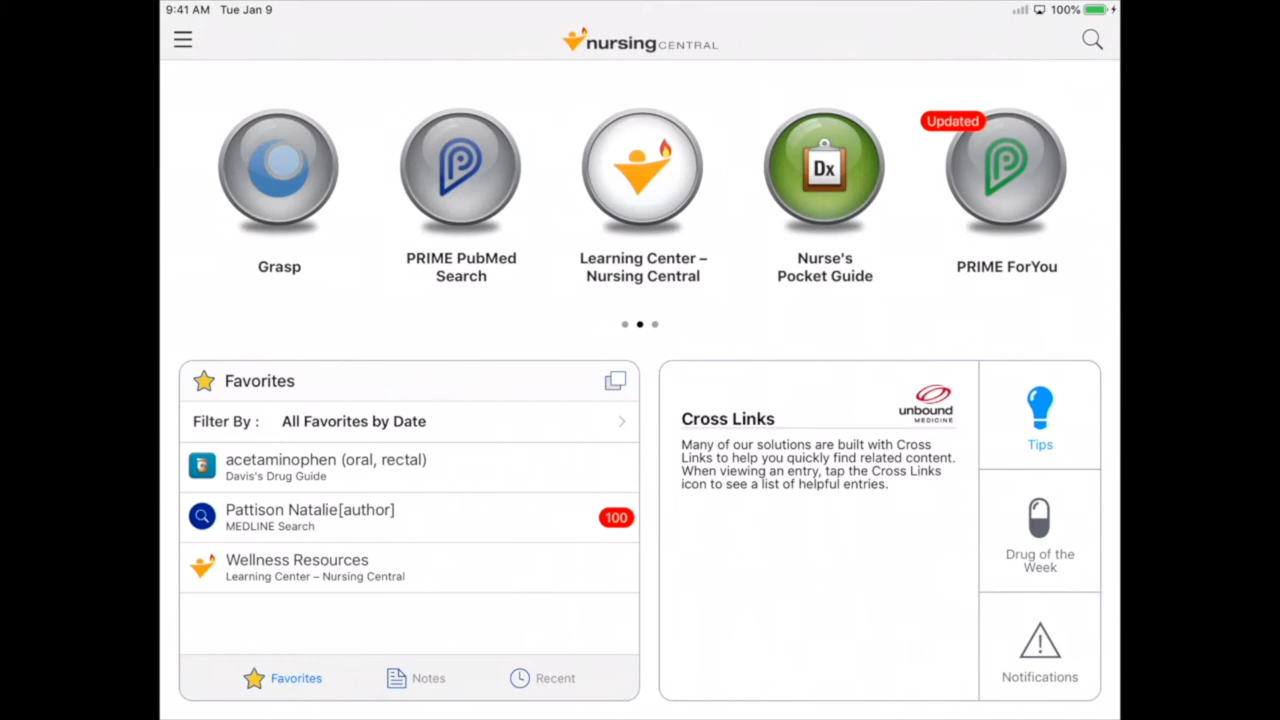 9:41 AM Tue Jan 9
100%
nursing CENTRAL
Updated
Dx
Grasp
PRIME PubMed
Search
Learning Center –
Nursing Central
Nurse's
Pocket Guide
PRIME ForYou
Favorites
Filter By : All Favorites by Date
acetaminophen (oral, rectal)
Davis's Drug Guide
Pattison Natalie[author]
MEDLINE Search
100
Wellness Resources
Learning Center – Nursing Central
Favorites
Notes
Recent
unbound
MEDICINE
Cross Links
Many of our solutions are built with Cross
Links to help you quickly find related content.
When viewing an entry, tap the Cross Links
icon to see a list of helpful entries.
Tips
Drug of the
Week
Notifications